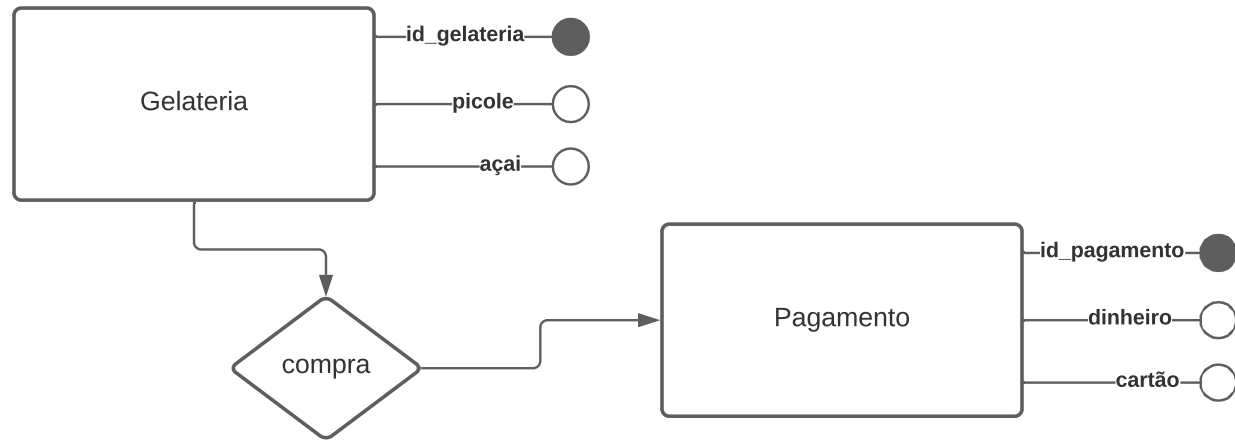 Gelateria
id_gelateria
picole
açai
compra
Pagamento
id_pagamento
dinheiro
cartão